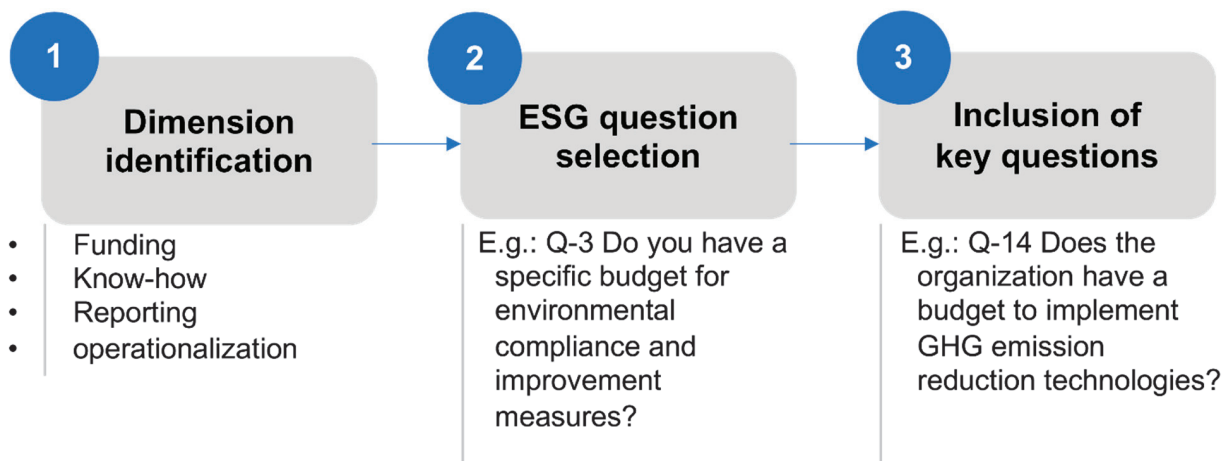 1
Dimension
identification
• Funding
• Know-how
• Reporting
• operationalization
2
ESG question
selection
E.g.: Q-3 Do you have a
specific budget for
environmental
compliance and
improvement
measures?
3
Inclusion of
key questions
E.g.: Q-14 Does the
organization have a
budget to implement
GHG emission
reduction technologies?